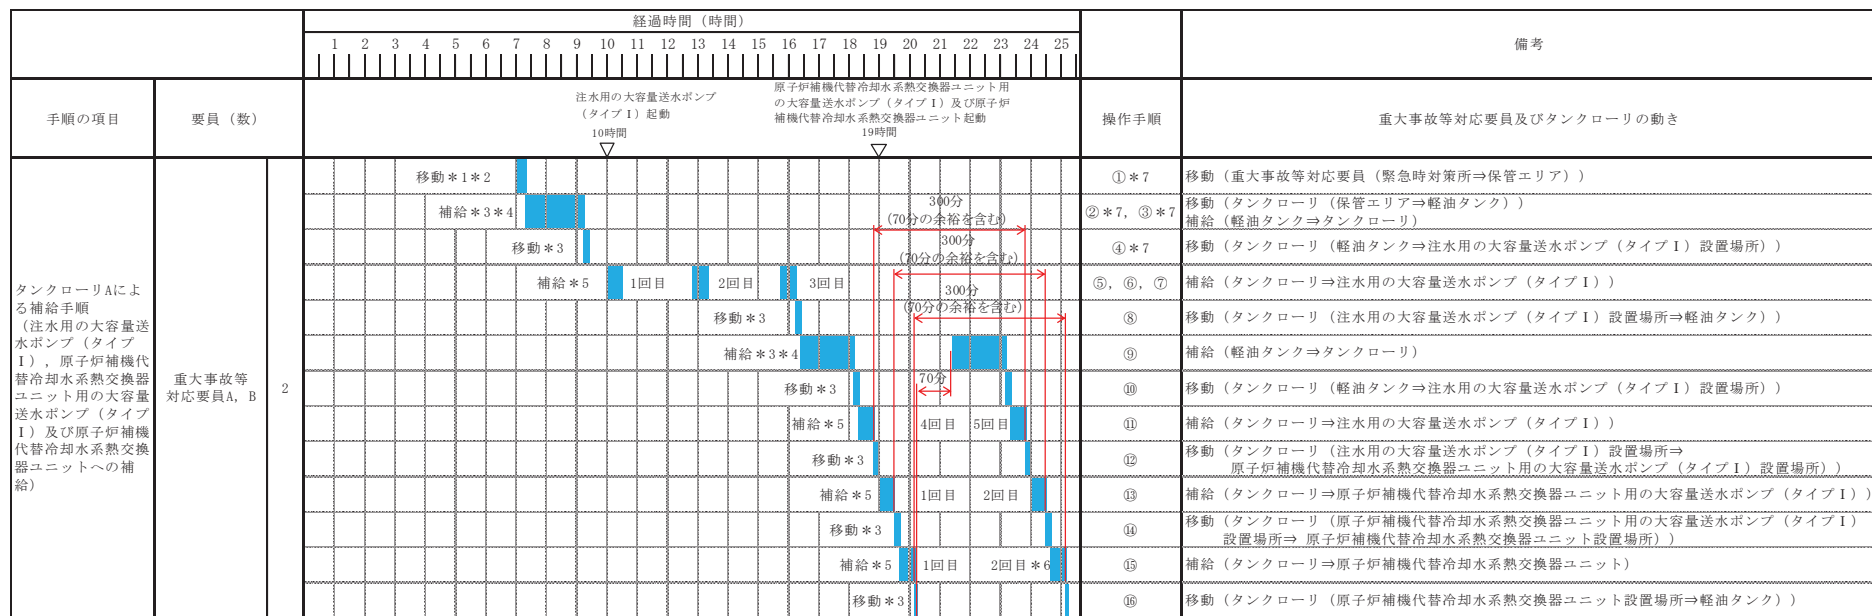 経過時間（時間）
1 2 3 4 5 6 7 8 9 10 11 12 13 14 15 16 17 18 19 20 21 22 23 24 25
備考
手順の項目
要員（数）
注水用の大容量送水ポンプ
（タイプⅠ）起動
10時間
原子炉補機代替冷却水系熱交換器ユニット用
の大容量送水ポンプ（タイプⅠ）及び原子炉
補機代替冷却水系熱交換器ユニット起動
19時間
操作手順
重大事故等対応要員及びタンクローリの動き
タンクローリAによ
る補給手順
（注水用の大容量送
水ポンプ（タイプ
Ⅰ），原子炉補機代
替冷却水系熱交換器
ユニット用の大容量
送水ポンプ（タイプ
Ⅰ）及び原子炉補機
代替冷却水系熱交換
器ユニットへの補
給）
重大事故等
対応要員A，B
2
移動＊1＊2
①＊7
移動（重大事故等対応要員（緊急時対策所⇒保管エリア））
補給＊3＊4
300分
（70分の余裕を含む）
②＊7，③＊7
移動（タンクローリ（保管エリア⇒軽油タンク））
補給（軽油タンク⇒タンクローリ）
移動＊3
300分
（70分の余裕を含む）
④＊7
移動（タンクローリ（軽油タンク⇒注水用の大容量送水ポンプ（タイプⅠ）設置場所））
補給＊5 1回目 2回目 3回目
300分
（70分の余裕を含む）
⑤，⑥，⑦
補給（タンクローリ⇒注水用の大容量送水ポンプ（タイプⅠ））
移動＊3
⑧
移動（タンクローリ（注水用の大容量送水ポンプ（タイプⅠ）設置場所⇒軽油タンク））
補給＊3＊4
⑨
補給（軽油タンク⇒タンクローリ）
移動＊3
70分
⑩
移動（タンクローリ（軽油タンク⇒注水用の大容量送水ポンプ（タイプⅠ）設置場所））
補給＊5 4回目 5回目
⑪
補給（タンクローリ⇒注水用の大容量送水ポンプ（タイプⅠ））
移動＊3
⑫
移動（タンクローリ（注水用の大容量送水ポンプ（タイプⅠ）設置場所⇒
原子炉補機代替冷却水系熱交換器ユニット用の大容量送水ポンプ（タイプⅠ）設置場所））
補給＊5 1回目 2回目
⑬
補給（タンクローリ⇒原子炉補機代替冷却水系熱交換器ユニット用の大容量送水ポンプ（タイプⅠ））
移動＊3
⑭
移動（タンクローリ（原子炉補機代替冷却水系熱交換器ユニット用の大容量送水ポンプ（タイプⅠ）
設置場所⇒ 原子炉補機代替冷却水系熱交換器ユニット設置場所））
補給＊5 1回目 2回目＊6
⑮
補給（タンクローリ⇒原子炉補機代替冷却水系熱交換器ユニット）
移動＊3
⑯
移動（タンクローリ（原子炉補機代替冷却水系熱交換器ユニット設置場所⇒軽油タンク））